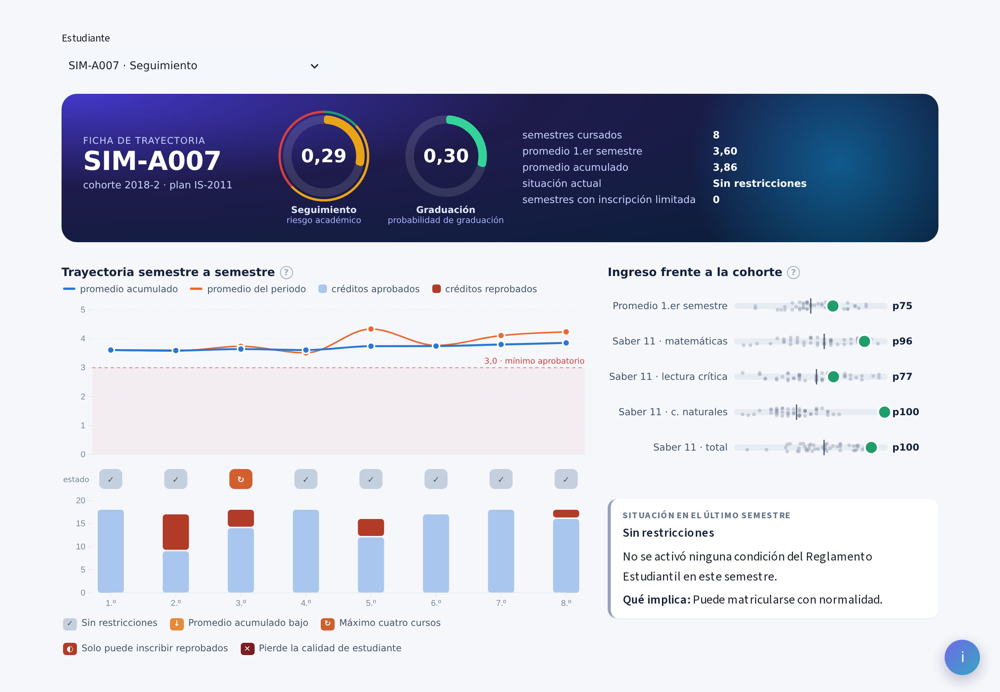 Estudiante
SIM-A007 · Seguimiento
FICHA DE TRAYECTORIA
SIM-A007
cohorte 2018-2 · plan IS-2011
0,29
Seguimiento
riesgo académico
0,30
Graduación
probabilidad de graduación
semestres cursados 8
promedio 1.er semestre 3,60
promedio acumulado 3,86
situación actual Sin restricciones
semestres con inscripción limitada 0
Trayectoria semestre a semestre ?
promedio acumulado promedio del periodo créditos aprobados créditos reprobados
5
4
3,0 · mínimo aprobatorio
3
2
1
0
estado ✓ ✓ ↻ ✓ ✓ ✓ ✓ ✓
20
15
10
5
0
1.º 2.º 3.º 4.º 5.º 6.º 7.º 8.º
✓ Sin restricciones ↓ Promedio acumulado bajo ↻ Máximo cuatro cursos
◐ Solo puede inscribir reprobados ✕ Pierde la calidad de estudiante
Ingreso frente a la cohorte ?
Promedio 1.er semestre p75
Saber 11 · matemáticas p96
Saber 11 · lectura crítica p77
Saber 11 · c. naturales p100
Saber 11 · total p100
SITUACIÓN EN EL ÚLTIMO SEMESTRE
Sin restricciones
No se activó ninguna condición del Reglamento
Estudiantil en este semestre.
Qué implica: Puede matricularse con normalidad.
i